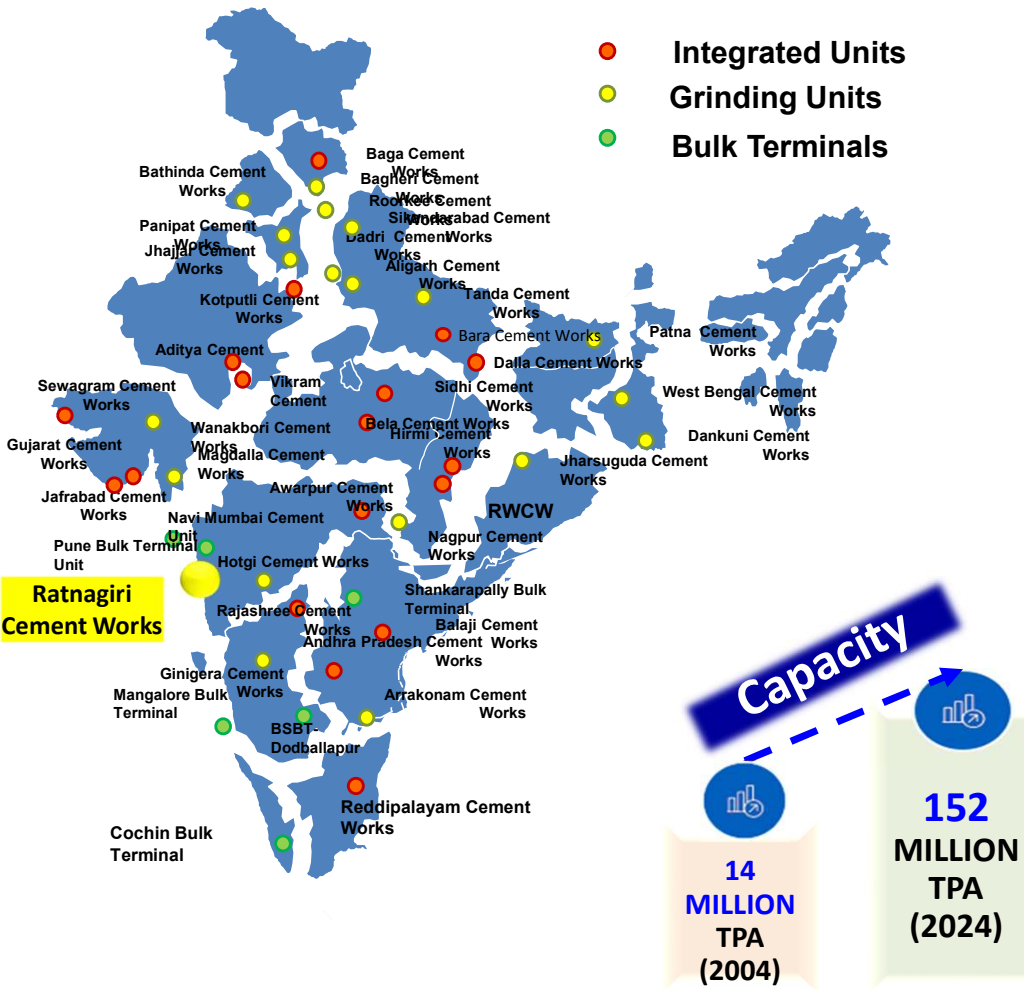 Integrated Units
Grinding Units
Bulk Terminals
Baga Cement
Works
Bathinda Cement
Works
Bagheri Cement
Works
Roorkee Cement
Works
Sikandarabad Cement
Works
Panipat Cement
Works
Dadri Cement
Works
Jhajjar Cement
Works
Aligarh Cement
Works
Kotputli Cement
Works
Tanda Cement
Works
Bara Cement Works
Patna Cement
Works
Aditya Cement
Dalla Cement Works
Vikram
Cement
Sewagram Cement
Works
Sidhi Cement
Works
West Bengal Cement
Works
Wanakbori Cement
Works
Bela Cement Works
Hirmi Cement
Works
Dankuni Cement
Works
Gujarat Cement
Works
Magdalla Cement
Works
Jharsuguda Cement
Works
Jafrabad Cement
Works
Awarpur Cement
Works
RWCW
Navi Mumbai Cement
Unit
Nagpur Cement
Works
Pune Bulk Terminal
Unit
Hotgi Cement Works
Ratnagiri
Cement Works
Shankarapally Bulk
Terminal
Rajashree Cement
Works
Balaji Cement
Works
Andhra Pradesh Cement
Works
Ginigera Cement
Works
Mangalore Bulk
Terminal
Arrakonam Cement
Works
BSBT-
Dodballapur
Reddipalayam Cement
Works
Cochin Bulk
Terminal
Capacity
14
MILLION
TPA
(2004)
152
MILLION
TPA
(2024)